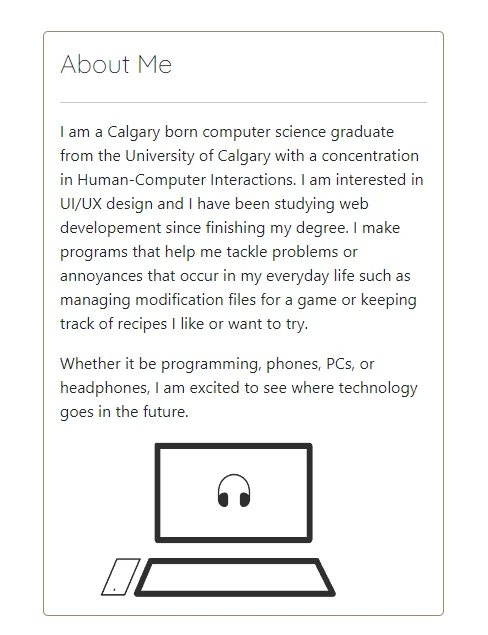 About Me
I am a Calgary born computer science graduate
from the University of Calgary with a concentration
in Human-Computer Interactions. I am interested in
UI/UX design and I have been studying web
developement since finishing my degree. I make
programs that help me tackle problems or
annoyances that occur in my everyday life such as
managing modification files for a game or keeping
track of recipes I like or want to try.
Whether it be programming, phones, PCs, or
headphones, I am excited to see where technology
goes in the future.